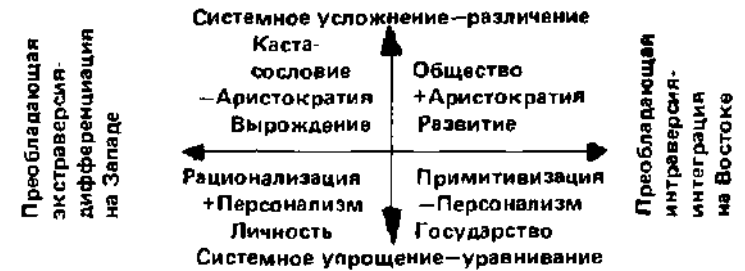 Системное усложнение—различение
Преобладающая
экстраверсия-
дифференциация
на Западе
Каста-
сословие
—Аристократия
Вырождение
Общество
+Аристократия
Развитие
Рационализация
+Персонализм
Личность
Примитивизация
—Персонализм
Государство
Преобладающая
интраверсия-
интеграция
на Востоке
Системное упрощение—уравнивание